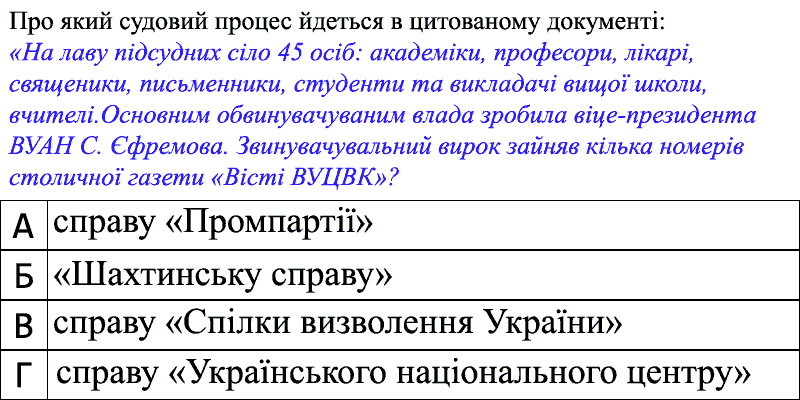 Про який судовий процес йдеться в цитованому документі:
«На лаву підсудних сіло 45 осіб: академіки, професори, лікарі,
священики, письменники, студенти та викладачі вищої школи,
вчителі.Основним обвинувачуваним влада зробила віце-президента
ВУАН С. Єфремова. Звинувачувальний вирок зайняв кілька номерів
столичної газети «Вісті ВУЦВК»?
А справу «Промпартії»
Б «Шахтинську справу»
В справу «Спілки визволення України»
Г справу «Українського національного центру»